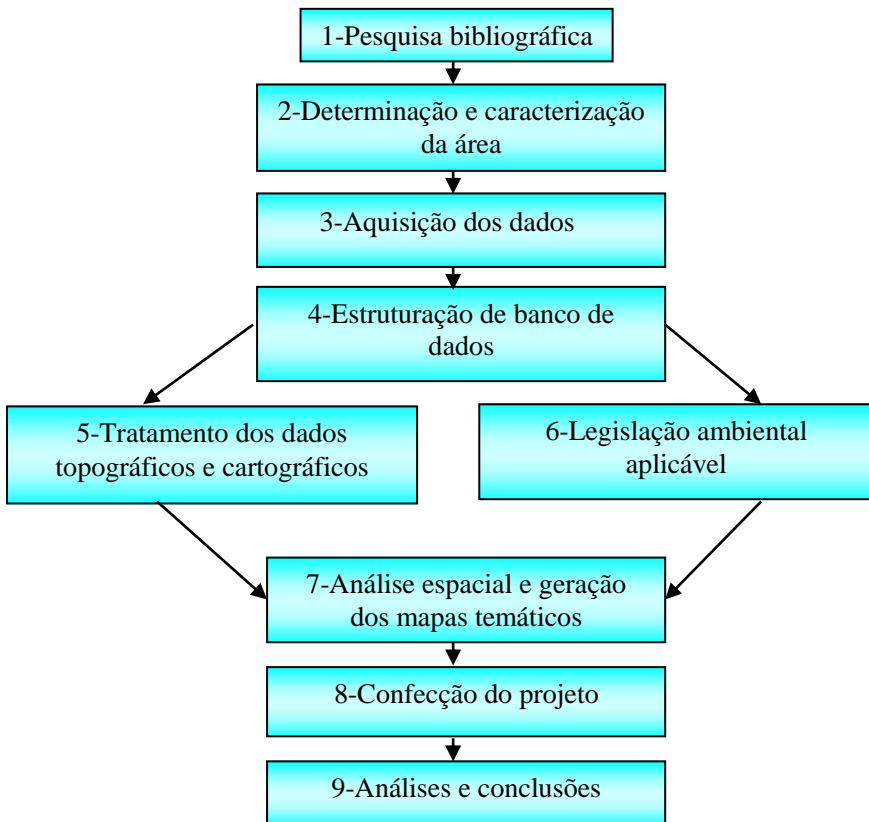 1-Pesquisa bibliográfica
2-Determinação e caracterização
da área
3-Aquisição dos dados
4-Estruturação de banco de
dados
5-Tratamento dos dados
topográficos e cartográficos
6-Legislação ambiental
aplicável
7-Análise espacial e geração
dos mapas temáticos
8-Confecção do projeto
9-Análises e conclusões